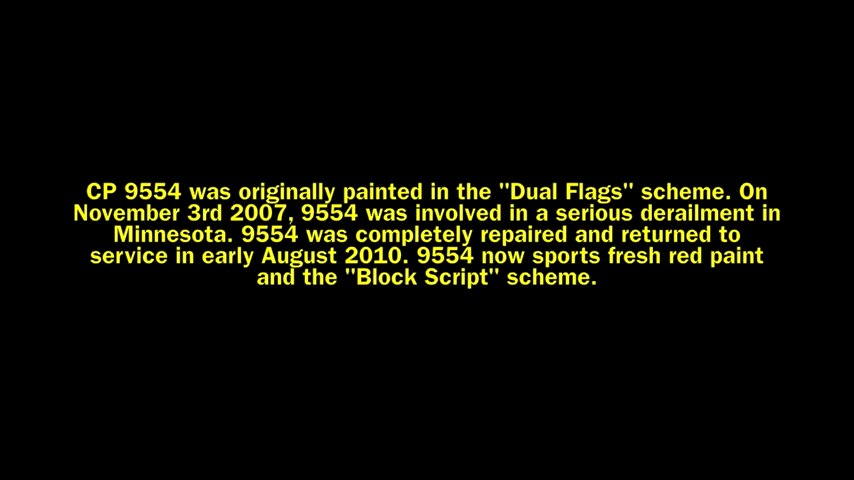 CP 9554 was originally painted in the "Dual Flags" scheme. On
November 3rd 2007, 9554 was involved in a serious derailment in
Minnesota. 9554 was completely repaired and returned to
service in early August 2010. 9554 now sports fresh red paint
and the "Block Script" scheme.